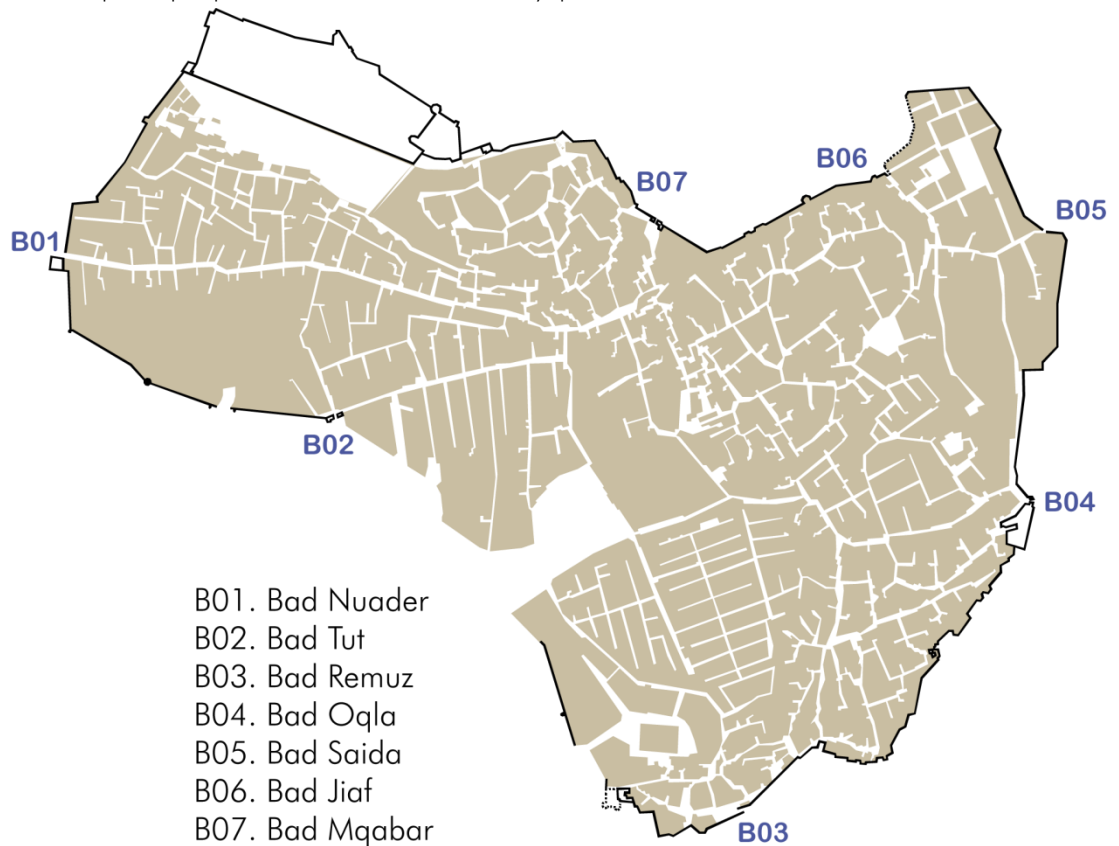 B06
B07
B05
B01
B02
B04
B01. Bad Nuader
B02. Bad Tut
B03. Bad Remuz
B04. Bad Oqla
B05. Bad Saida
B06. Bad Jiaf
B07. Bad Mqabar
B03